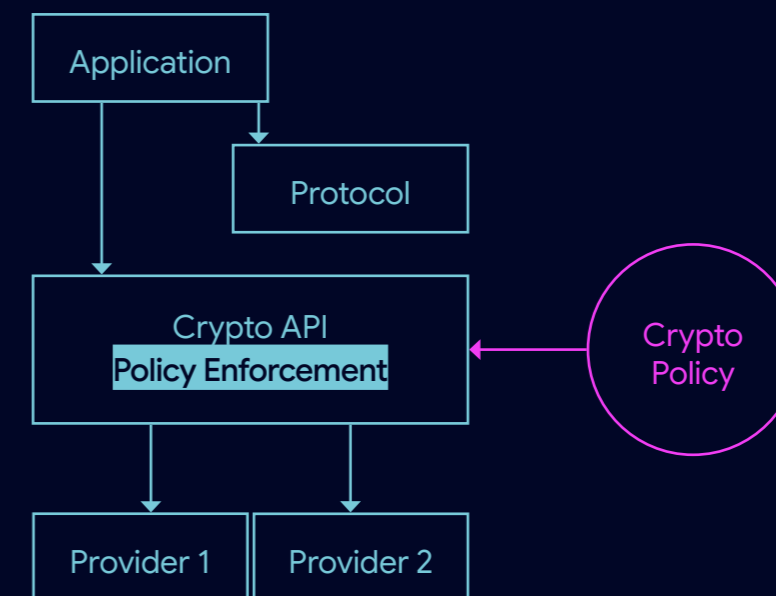 Application
Protocol
Crypto API
Policy Enforcement
Crypto
Policy
Provider 1
Provider 2